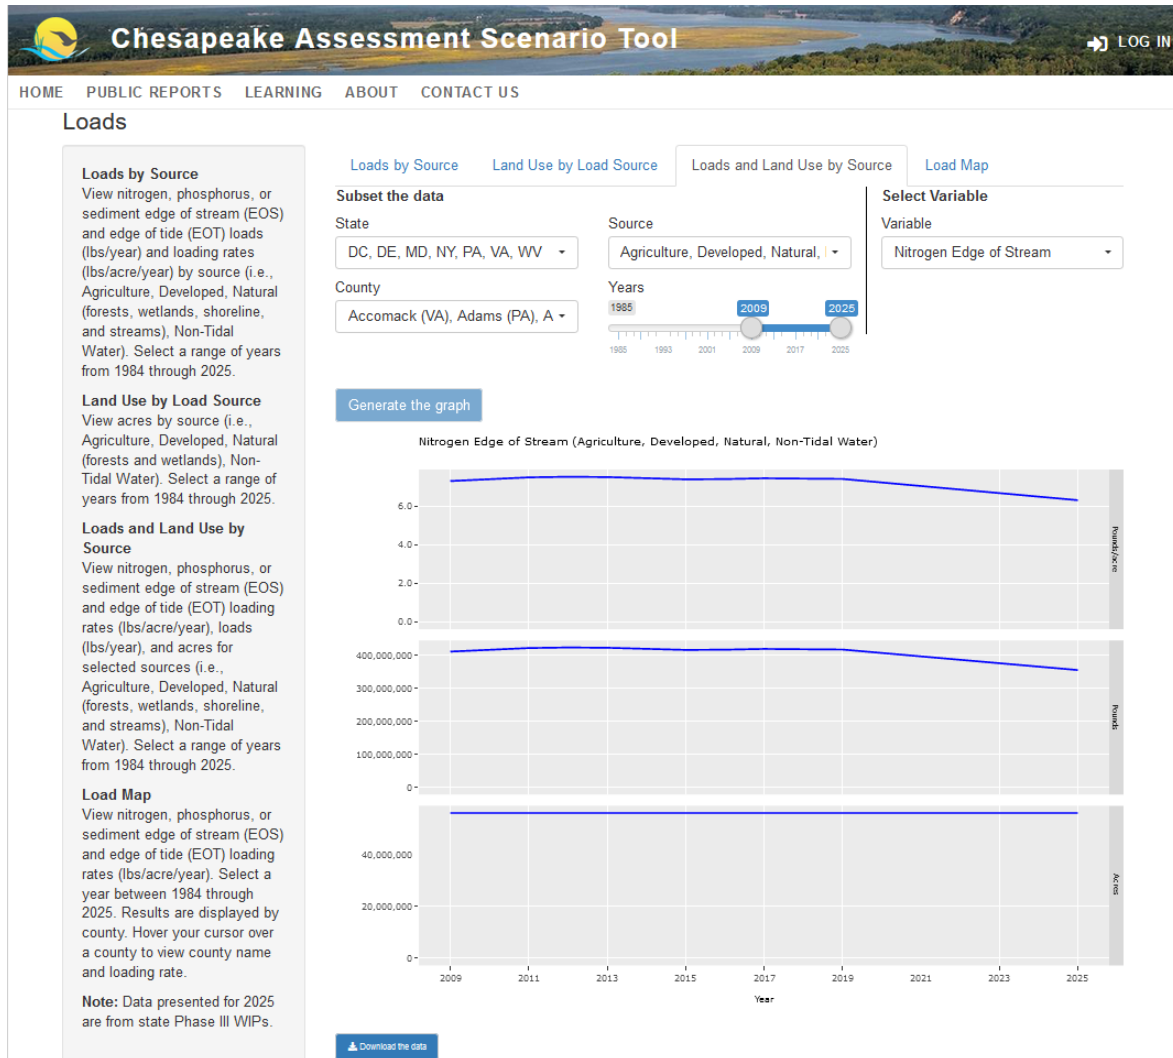 Chesapeake Assessment Scenario Tool
LOG IN
HOME PUBLIC REPORTS LEARNING ABOUT CONTACT US
Loads
Loads by Source
View nitrogen, phosphorus, or
sediment edge of stream (EOS)
and edge of tide (EOT) loads
(lbs/year) and loading rates
(lbs/acre/year) by source (i.e.,
Agriculture, Developed, Natural
(forests, wetlands, shoreline,
and streams), Non-Tidal
Water). Select a range of years
from 1984 through 2025.
Land Use by Load Source
View acres by source (i.e.,
Agriculture, Developed, Natural
(forests and wetlands), Non-
Tidal Water). Select a range of
years from 1984 through 2025.
Loads and Land Use by
Source
View nitrogen, phosphorus, or
sediment edge of stream (EOS)
and edge of tide (EOT) loading
rates (lbs/acre/year), loads
(lbs/year), and acres for
selected sources (i.e.,
Agriculture, Developed, Natural
(forests, wetlands, shoreline,
and streams), Non-Tidal
Water). Select a range of years
from 1984 through 2025.
Load Map
View nitrogen, phosphorus, or
sediment edge of stream (EOS)
and edge of tide (EOT) loading
rates (lbs/acre/year). Select a
year between 1984 through
2025. Results are displayed by
county. Hover your cursor over
a county to view county name
and loading rate.
Note: Data presented for 2025
are from state Phase III WIPs.
Loads by Source Land Use by Load Source Loads and Land Use by Source Load Map
Subset the data
Select Variable
State
Source
Variable
DC, DE, MD, NY, PA, VA, WV
Agriculture, Developed, Natural,
Nitrogen Edge of Stream
County
Years
Accomack (VA), Adams (PA), A
1985 2009 2025
1985 1993 2001 2009 2017 2025
Generate the graph
Nitrogen Edge of Stream (Agriculture, Developed, Natural, Non-Tidal Water)
6.0
4.0
2.0
0.0
Pounds/acre
400,000,000
300,000,000
200,000,000
100,000,000
0
Pounds
40,000,000
20,000,000
0
Acres
2009 2011 2013 2015 2017 2019 2021 2023 2025
Year
Download the data